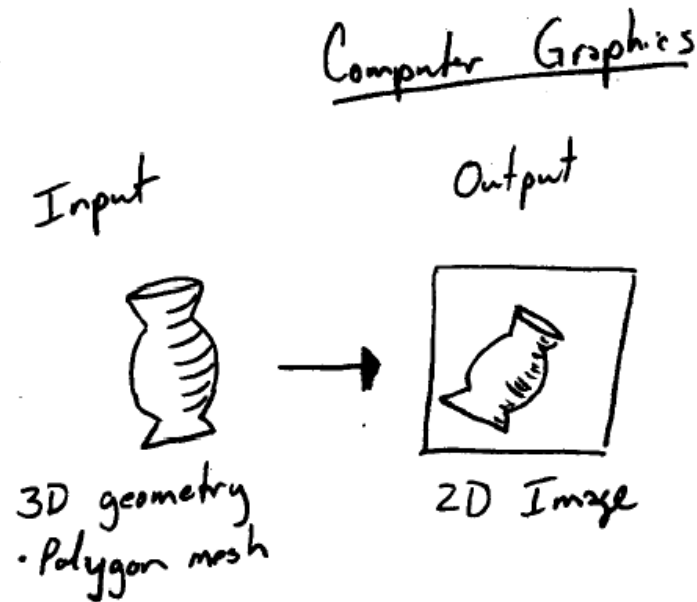 Computer Graphics
Input
Output
3D geometry
• Polygon mesh
2D Image